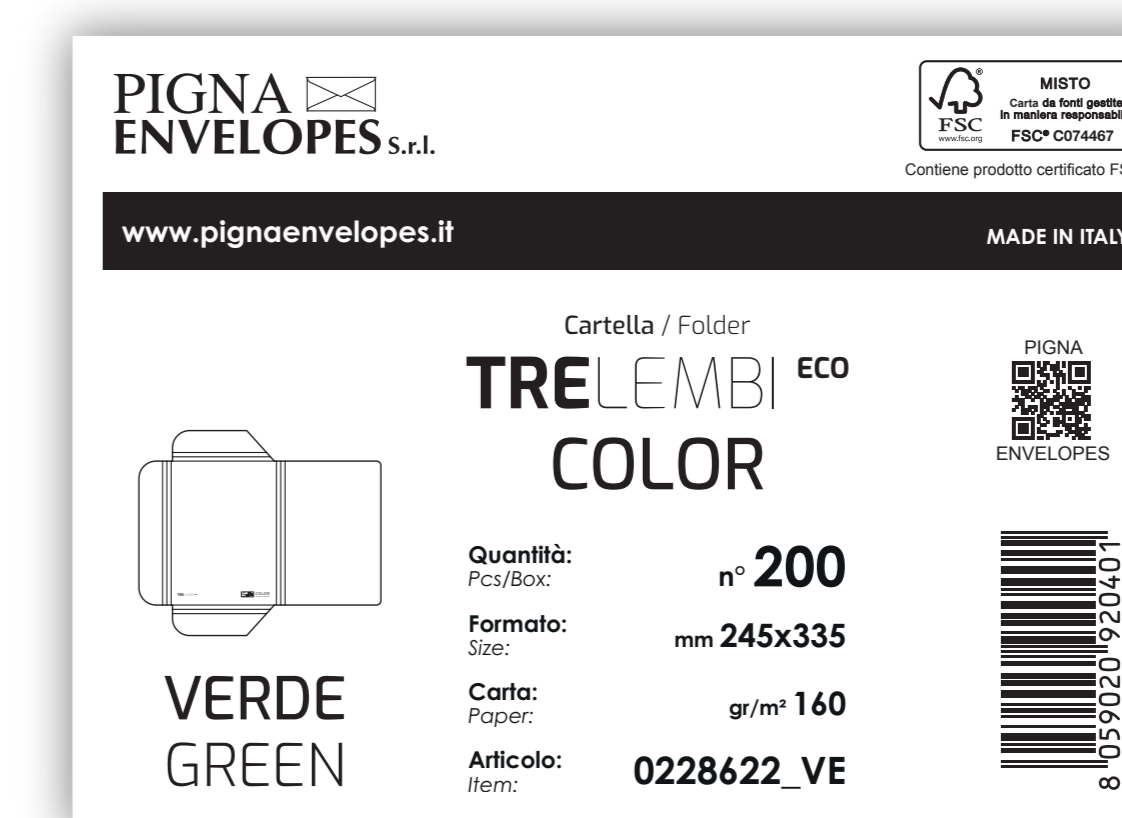 PIGNA
ENVELOPES S.r.l.
FSC
www.fsc.org
MISTO
Carta da fonti gestite
in maniera responsabil
FSC® C074467
Contiene prodotto certificato FS
www.pignaenvelopes.it
MADE IN ITALY
Cartella / Folder
TRELEMBI ECO
COLOR
PIGNA
ENVELOPES
VERDE
GREEN
Quantità:
Pcs/Box:
n° 200
Formato:
Size:
mm 245x335
Carta:
Paper:
gr/m² 160
Articolo:
Item:
0228622_VE
8 059020 920401